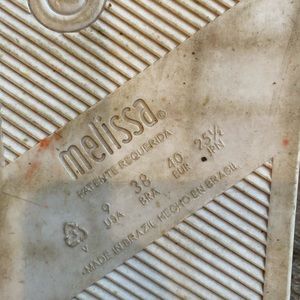 melissa®
PATENTE REQUERIDA
9 38 40 25½
USA BRA EUR JPN
V
MADE IN BRAZIL HECHO EN BRASIL